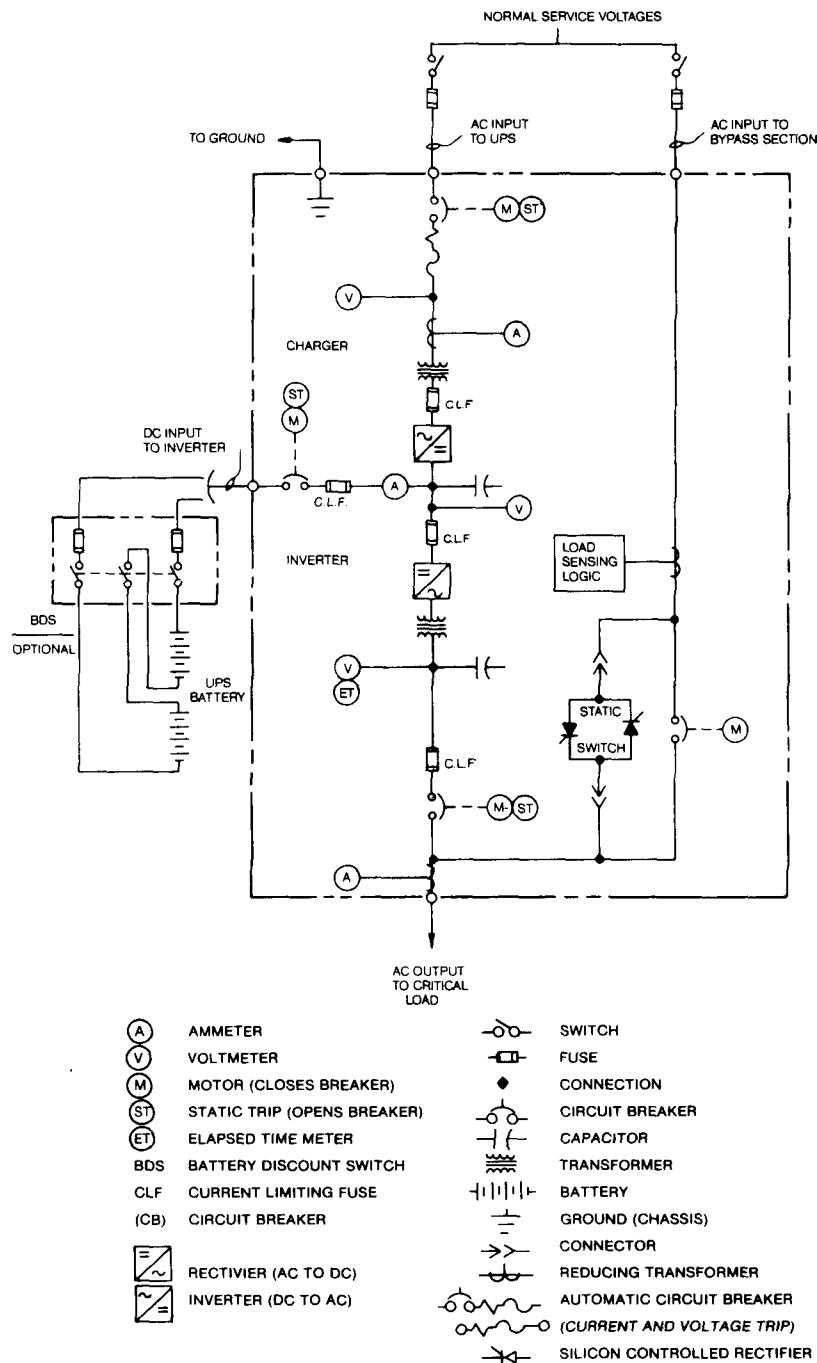 NORMAL SERVICE VOLTAGES
TO GROUND
AC INPUT
TO UPS
AC INPUT TO
BYPASS SECTION
M ST
V
A
CHARGER
C.L.F
ST
M
DC INPUT
TO INVERTER
C.L.F.
A
V
C.L.F
INVERTER
LOAD
SENSING
LOGIC
BDS
OPTIONAL
UPS
BATTERY
V
ET
STATIC
SWITCH
M
C.L.F
M- ST
A
AC OUTPUT
TO CRITICAL
LOAD
A AMMETER
V VOLTMETER
M MOTOR (CLOSES BREAKER)
ST STATIC TRIP (OPENS BREAKER)
ET ELAPSED TIME METER
BDS BATTERY DISCOUNT SWITCH
CLF CURRENT LIMITING FUSE
(CB) CIRCUIT BREAKER
RECTIVIER (AC TO DC)
INVERTER (DC TO AC)
SWITCH
FUSE
CONNECTION
CIRCUIT BREAKER
CAPACITOR
TRANSFORMER
BATTERY
GROUND (CHASSIS)
CONNECTOR
REDUCING TRANSFORMER
AUTOMATIC CIRCUIT BREAKER
(CURRENT AND VOLTAGE TRIP)
SILICON CONTROLLED RECTIFIER